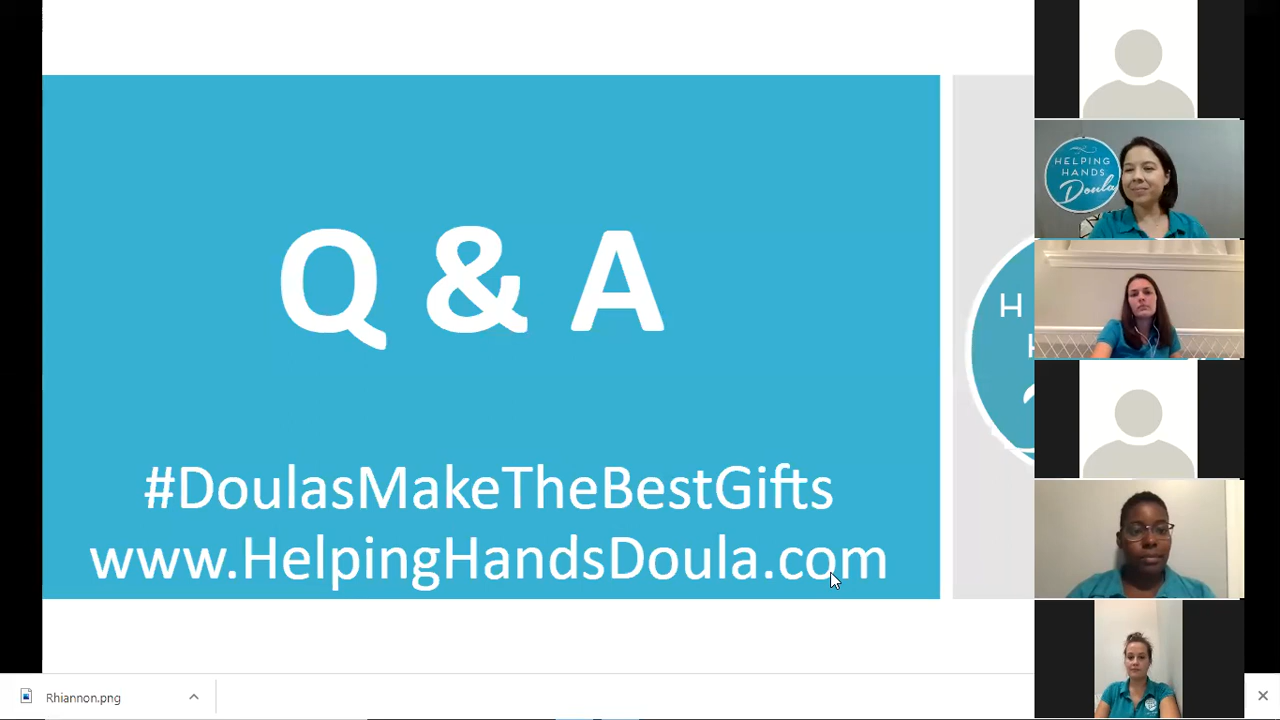 Q & A
#DoulasMakeTheBestGifts
www.HelpingHandsDoula.com
H
HELPING
HANDS
Doula
Rhiannon.png